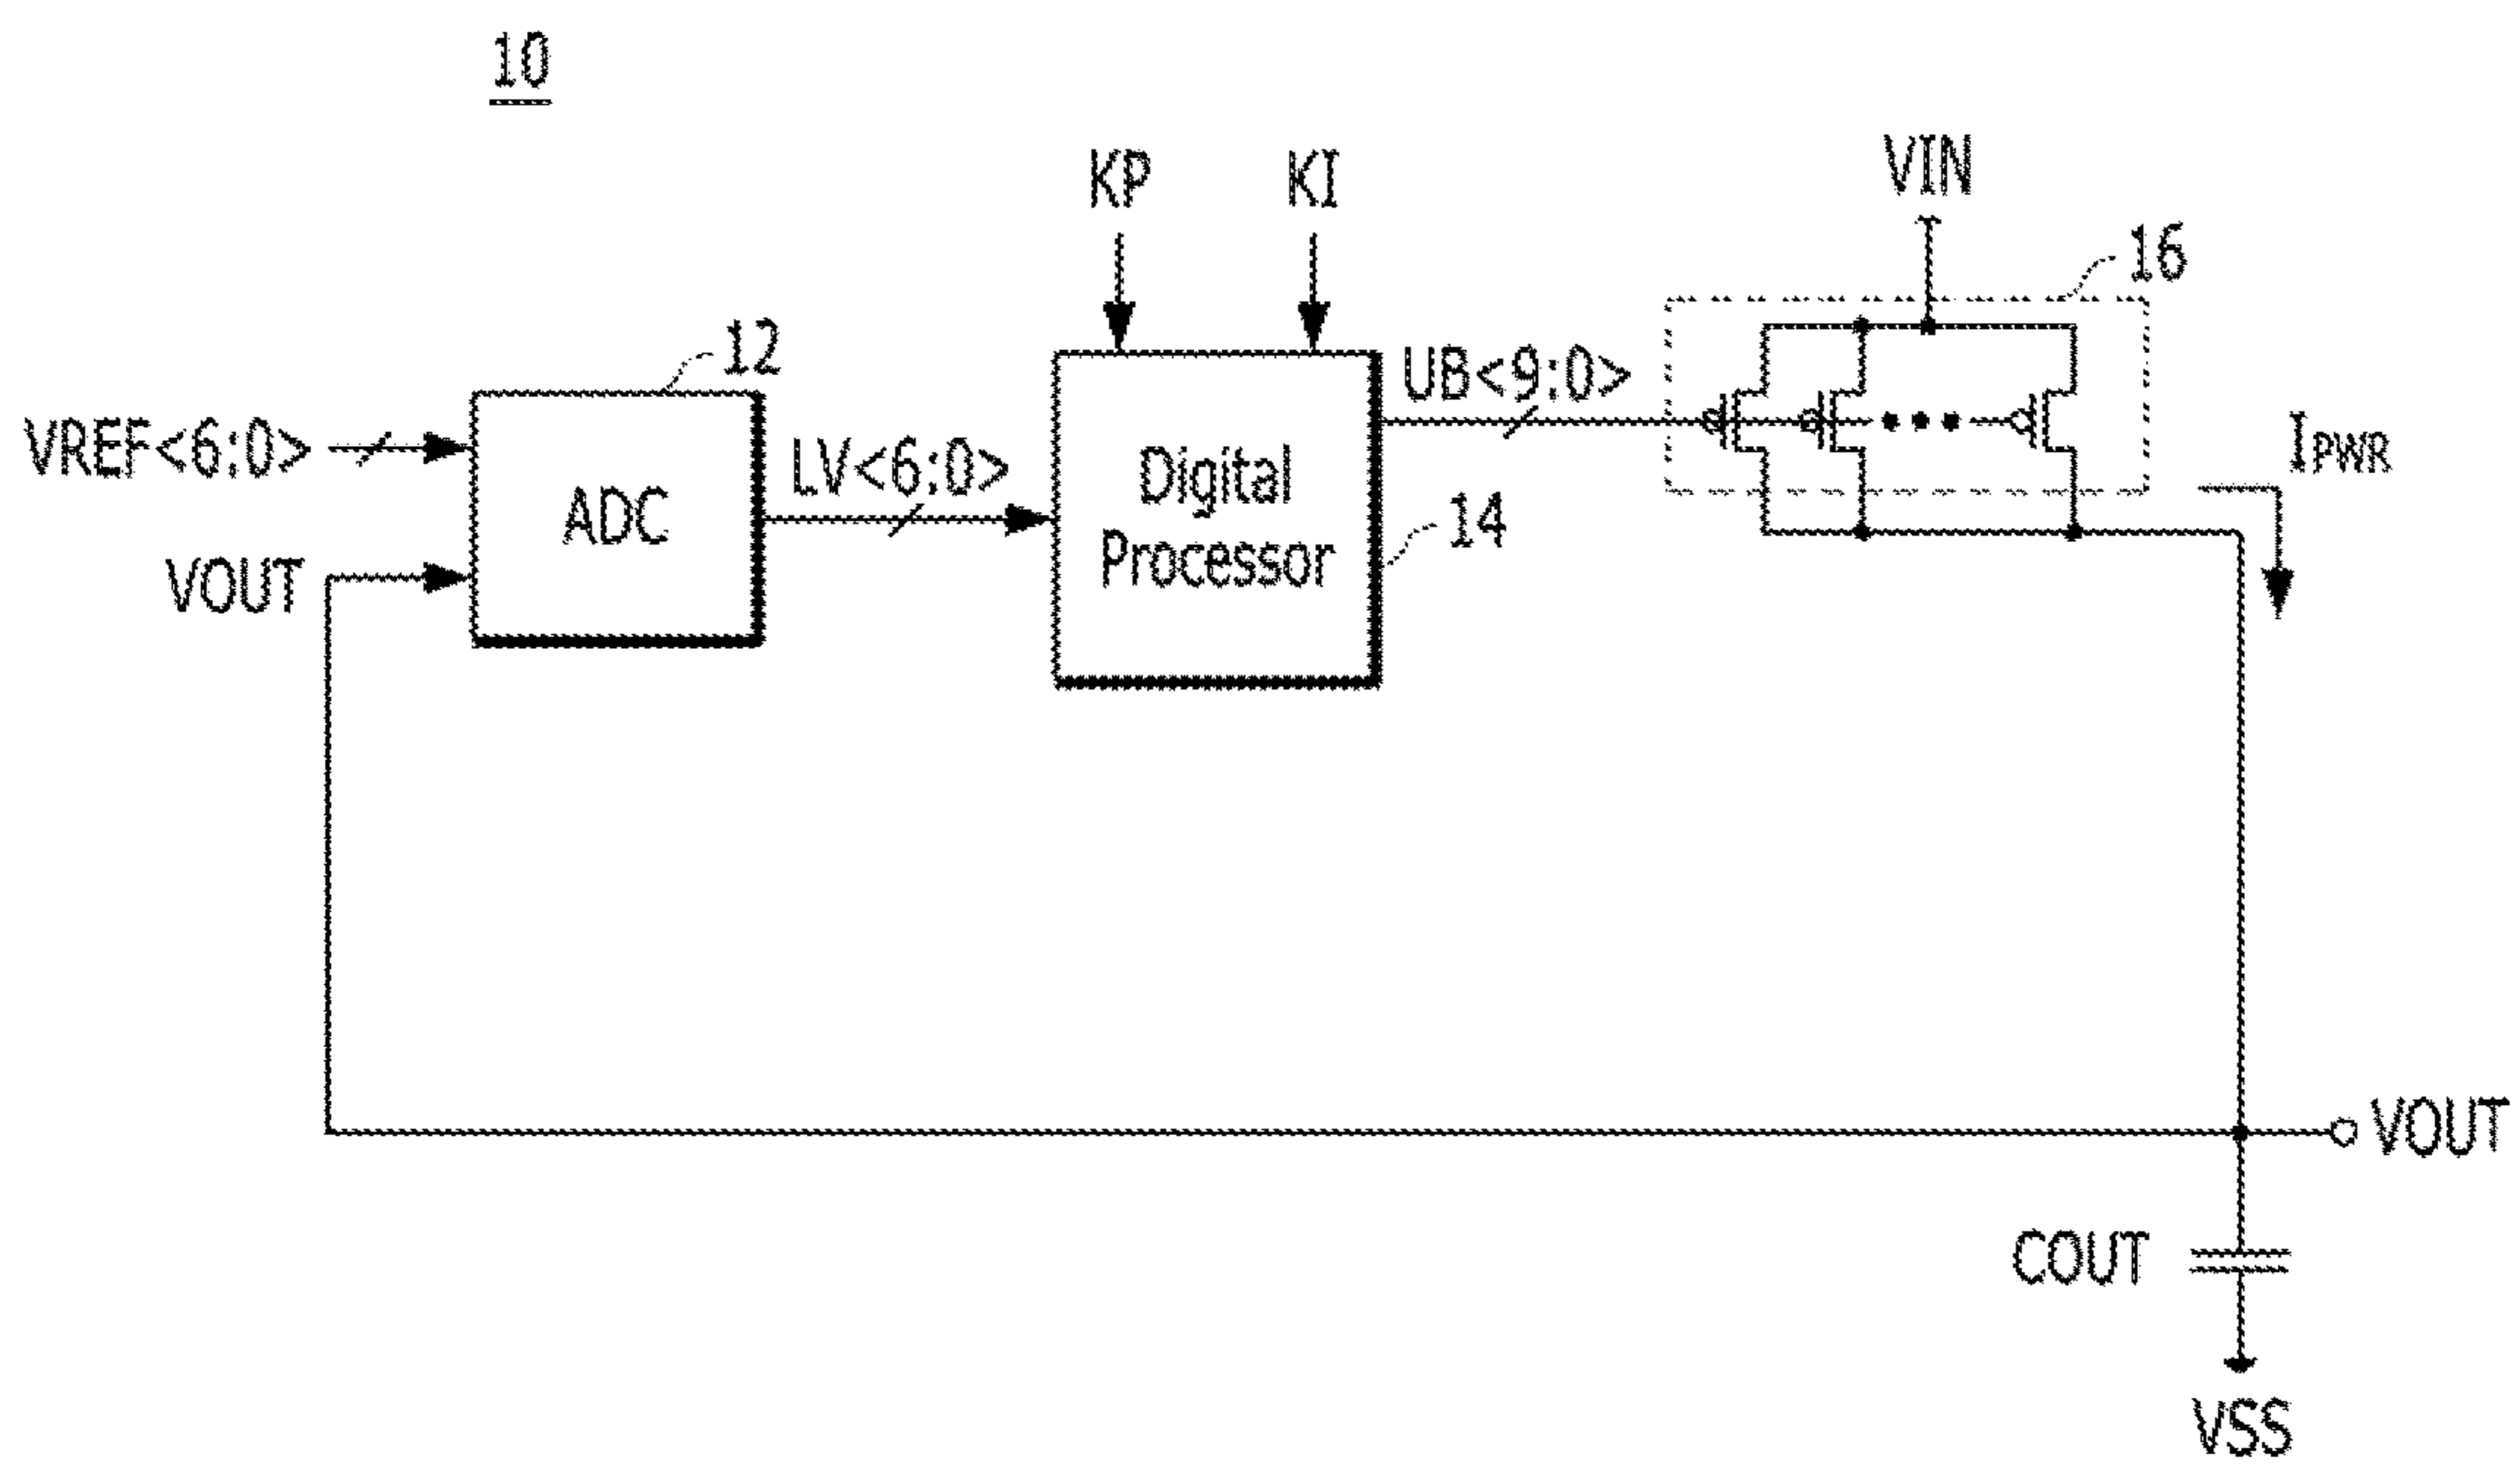 10
KP
KI
VIN
16
12
UB<9:0>
VREF<6:0>
LV<6:0>
IPWR
ADC
Digital
Processor
14
VOUT
VOUT
COUT
VSS